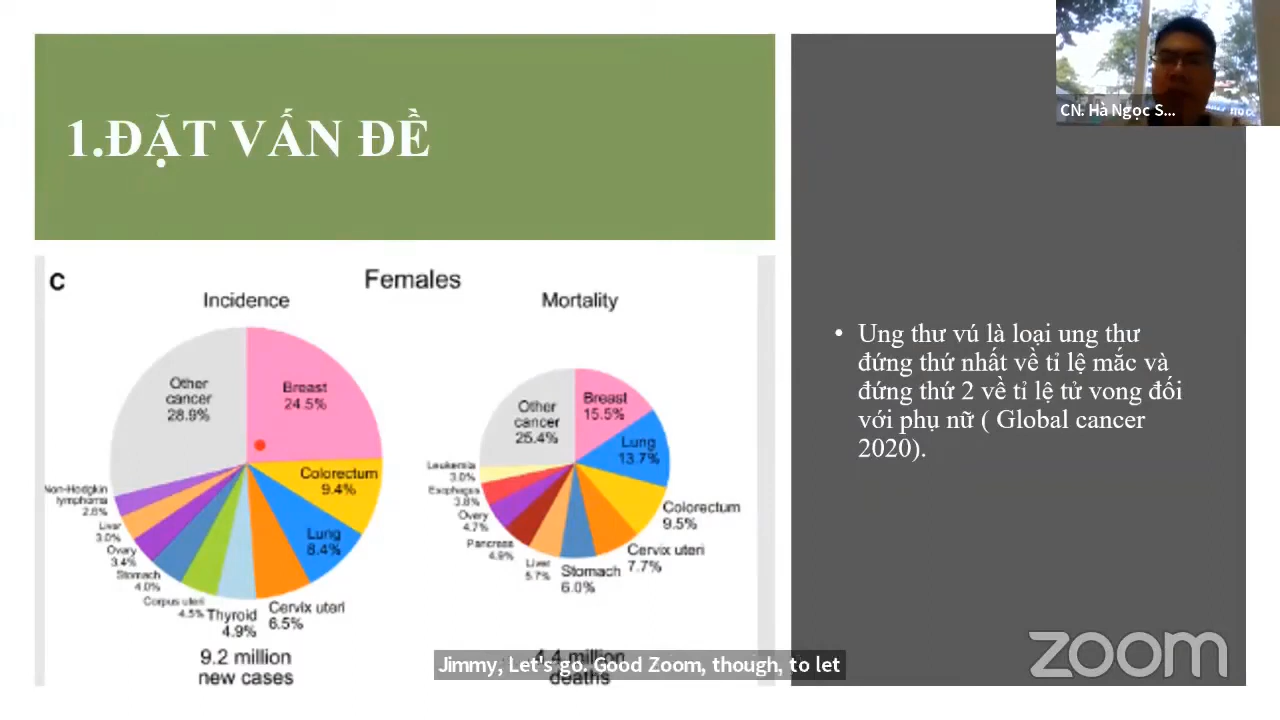 CN. Hà Ngọc S...
1.ĐẶT VẤN ĐỀ
C
Females
Incidence
Other
cancer
28.9%
Breast
24.5%
Colorectum
9.4%
Lung
8.4%
Cervix uteri
6.5%
Thyroid
4.9%
Corpus uteri
4.5%
Stomach
4.0%
Ovary
3.4%
Liver
3.0%
Non-Hodgkin
lymphoma
2.6%
9.2 million
new cases
Mortality
Other
cancer
25.4%
Breast
15.5%
Lung
13.7%
Colorectum
9.5%
Cervix uteri
7.7%
Stomach
6.0%
Liver
5.7%
Pancreas
4.9%
Ovary
4.7%
Esophagus
3.8%
Leukemia
3.0%
4.4 million
deaths
• Ung thư vú là loại ung thư
đứng thứ nhất về tỉ lệ mắc và
đứng thứ 2 về tỉ lệ tử vong đối
với phụ nữ ( Global cancer
2020).
Jimmy, Let's go. Good Zoom, though, to let
zoom